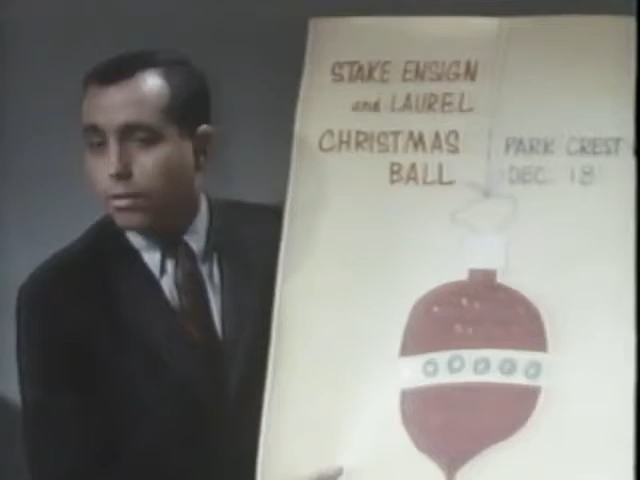 STAKE ENSIGN
and LAUREL
CHRISTMAS
BALL
PARK CREST
DEC. 18